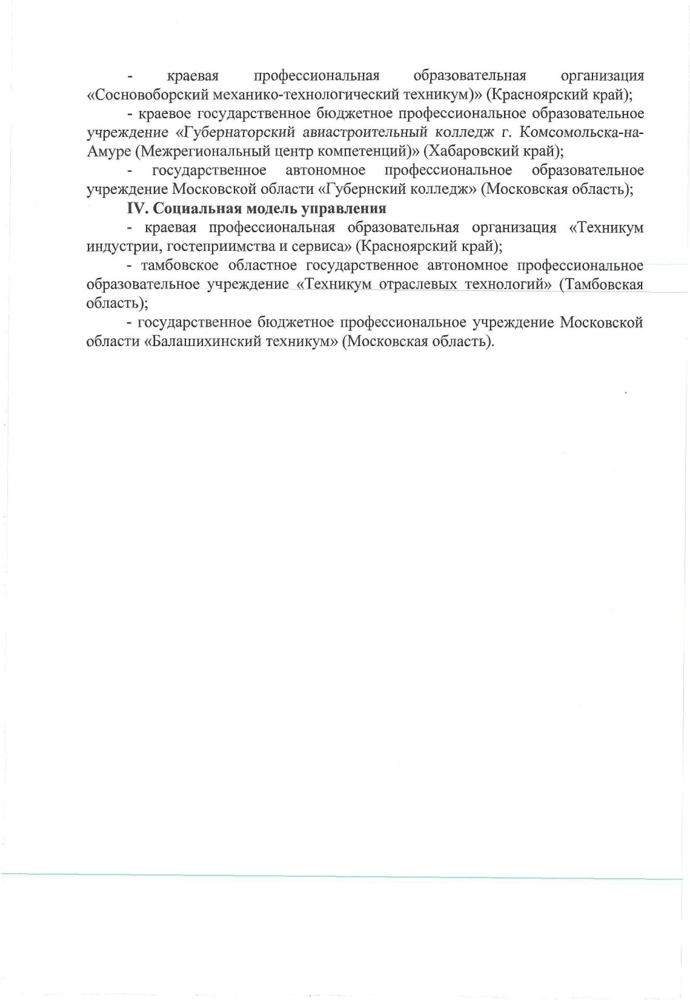 - краевая профессиональная образовательная организация
«Сосновоборский механико-технологический техникум)» (Красноярский край);
- краевое государственное бюджетное профессиональное образовательное
учреждение «Губернаторский авиастроительный колледж г. Комсомольска-на-
Амуре (Межрегиональный центр компетенций)» (Хабаровский край);
- государственное автономное профессиональное образовательное
учреждение Московской области «Губернский колледж» (Московская область);
IV. Социальная модель управления
- краевая профессиональная образовательная организация «Техникум
индустрии, гостеприимства и сервиса» (Красноярский край);
- тамбовское областное государственное автономное профессиональное
образовательное учреждение «Техникум отраслевых технологий» (Тамбовская
область);
- государственное бюджетное профессиональное учреждение Московской
области «Балашихинский техникум» (Московская область).